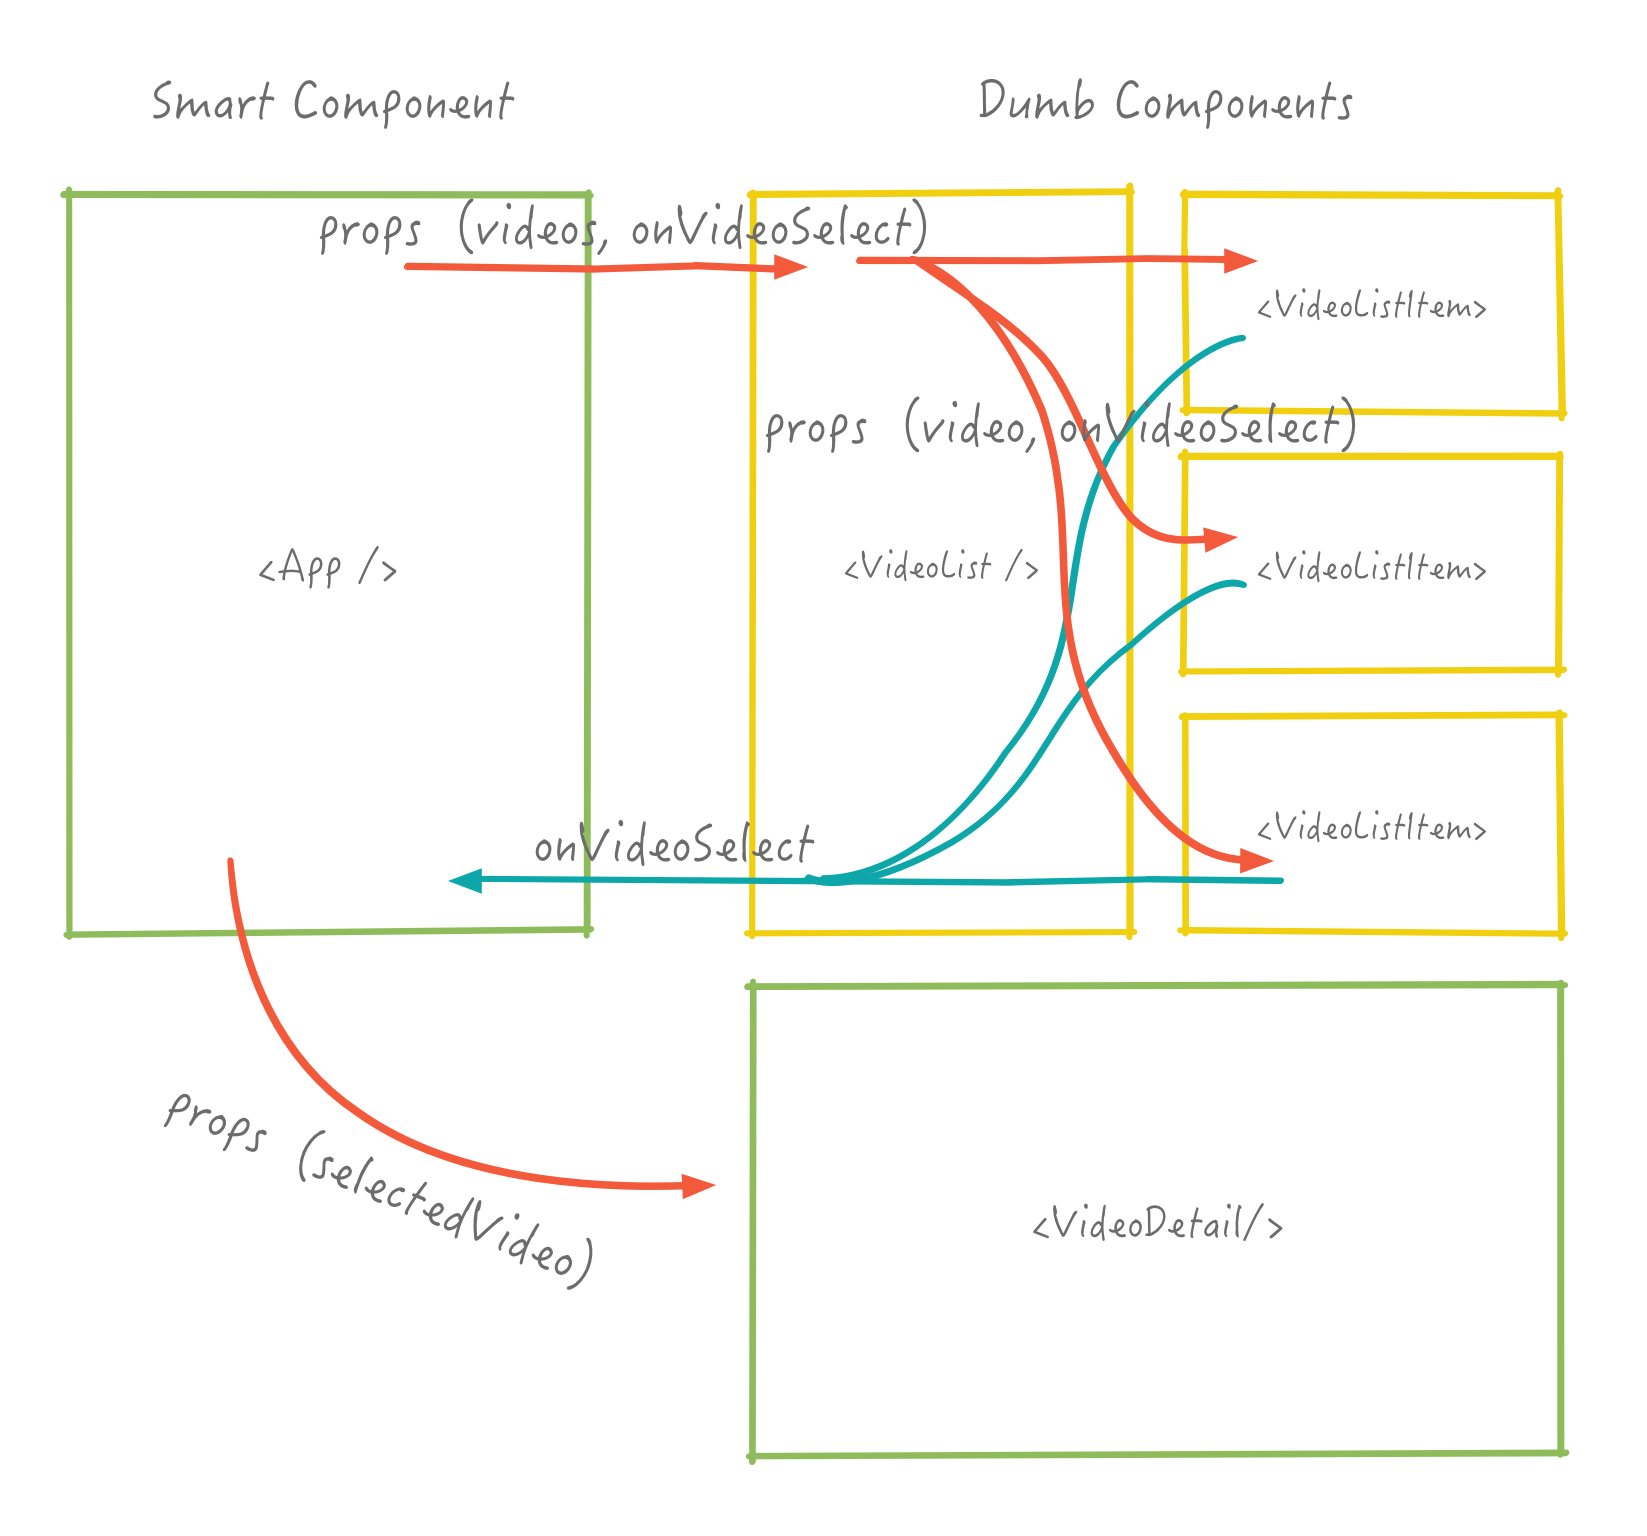 Smart Component
Dumb Components
props (videos, onVideoSelect)
<VideoListItem>
props (video, onVideoSelect)
<App />
<VideoList />
<VideoListItem>
onVideoSelect
<VideoListItem>
props (selectedVideo)
<VideoDetail/>